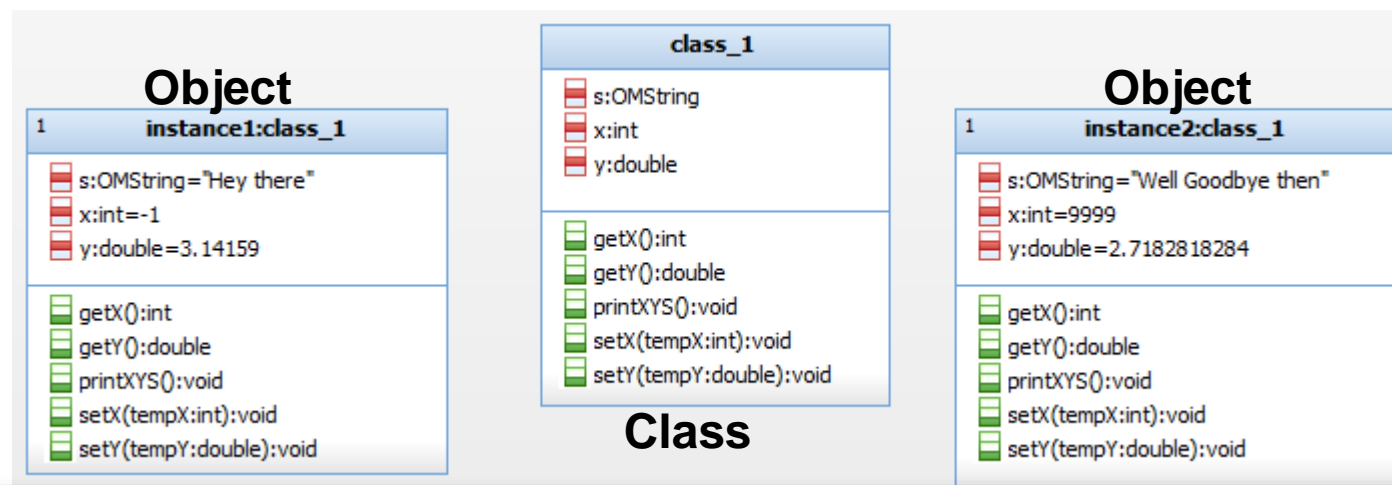 Object
1
instance1:class_1
s:OMString="Hey there"
x:int=-1
y:double=3.14159
getX():int
getY():double
printXYS():void
setX(tempX:int):void
setY(tempY:double):void
class_1
s:OMString
x:int
y:double
getX():int
getY():double
printXYS():void
setX(tempX:int):void
setY(tempY:double):void
Class
Object
1
instance2:class_1
s:OMString="Well Goodbye then"
x:int=9999
y:double=2.7182818284
getX():int
getY():double
printXYS():void
setX(tempX:int):void
setY(tempY:double):void